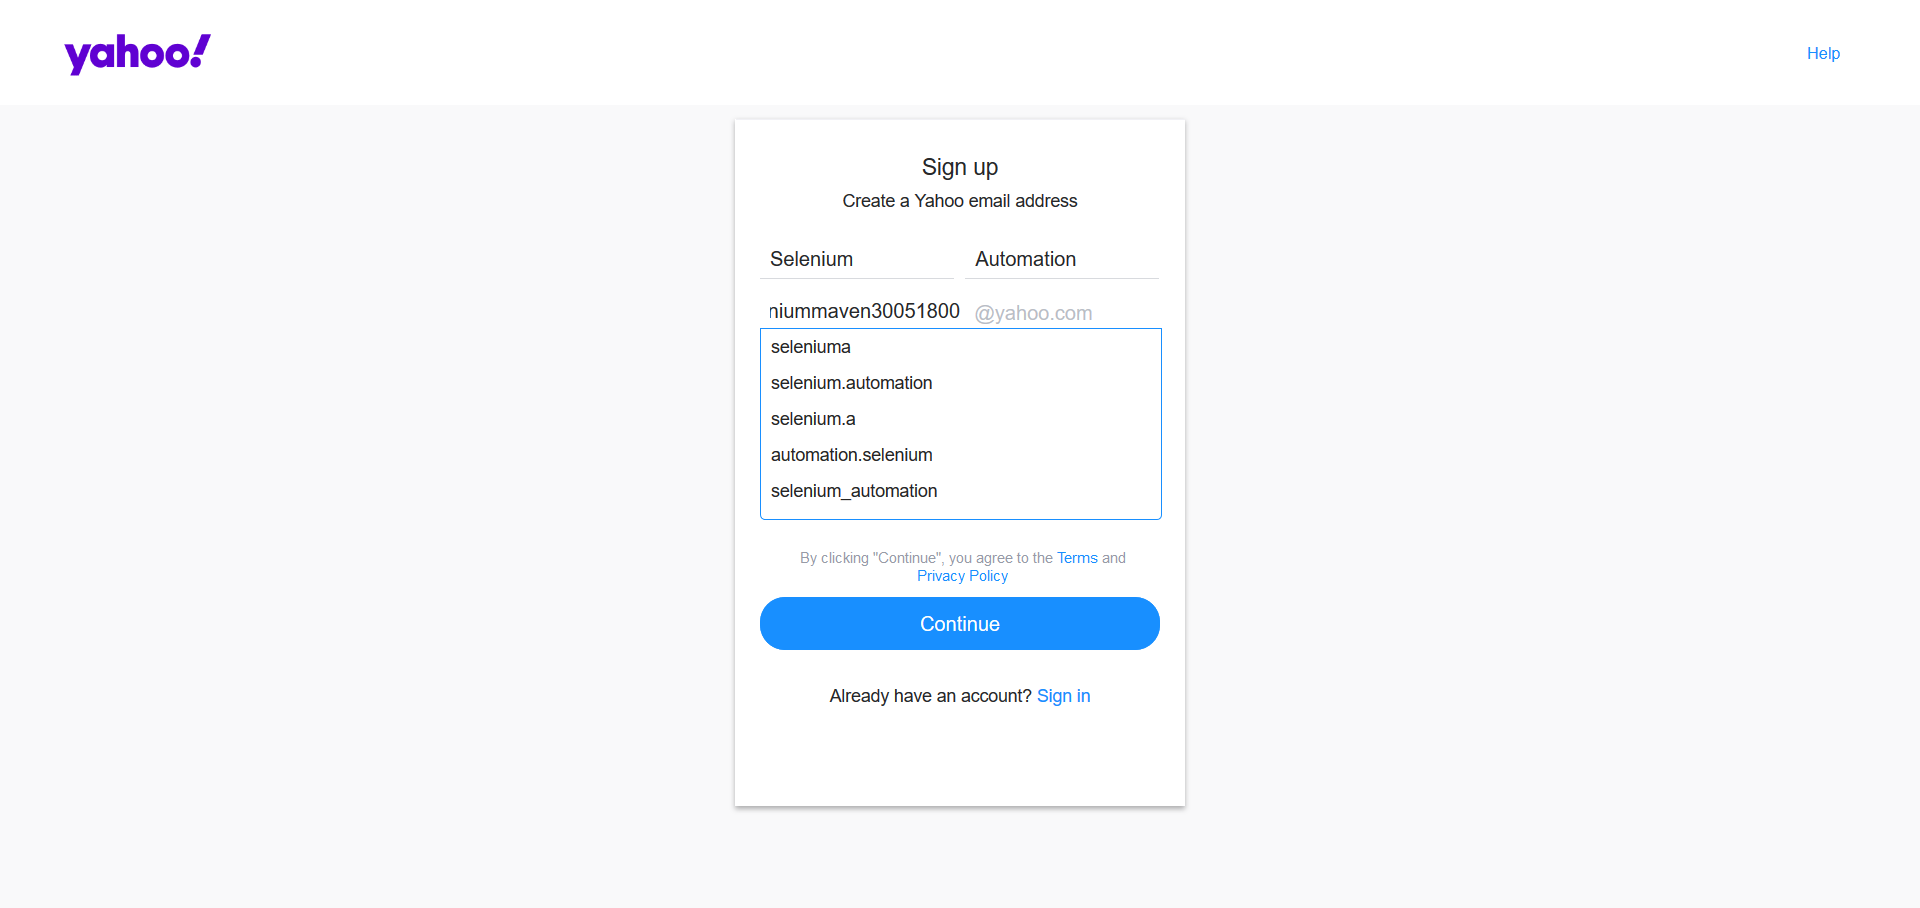 yahoo!
Help
Sign up
Create a Yahoo email address
Selenium Automation
niummaven30051800 @yahoo.com
seleniuma
selenium.automation
selenium.a
automation.selenium
selenium_automation
By clicking "Continue", you agree to the Terms and
Privacy Policy
Continue
Already have an account? Sign in